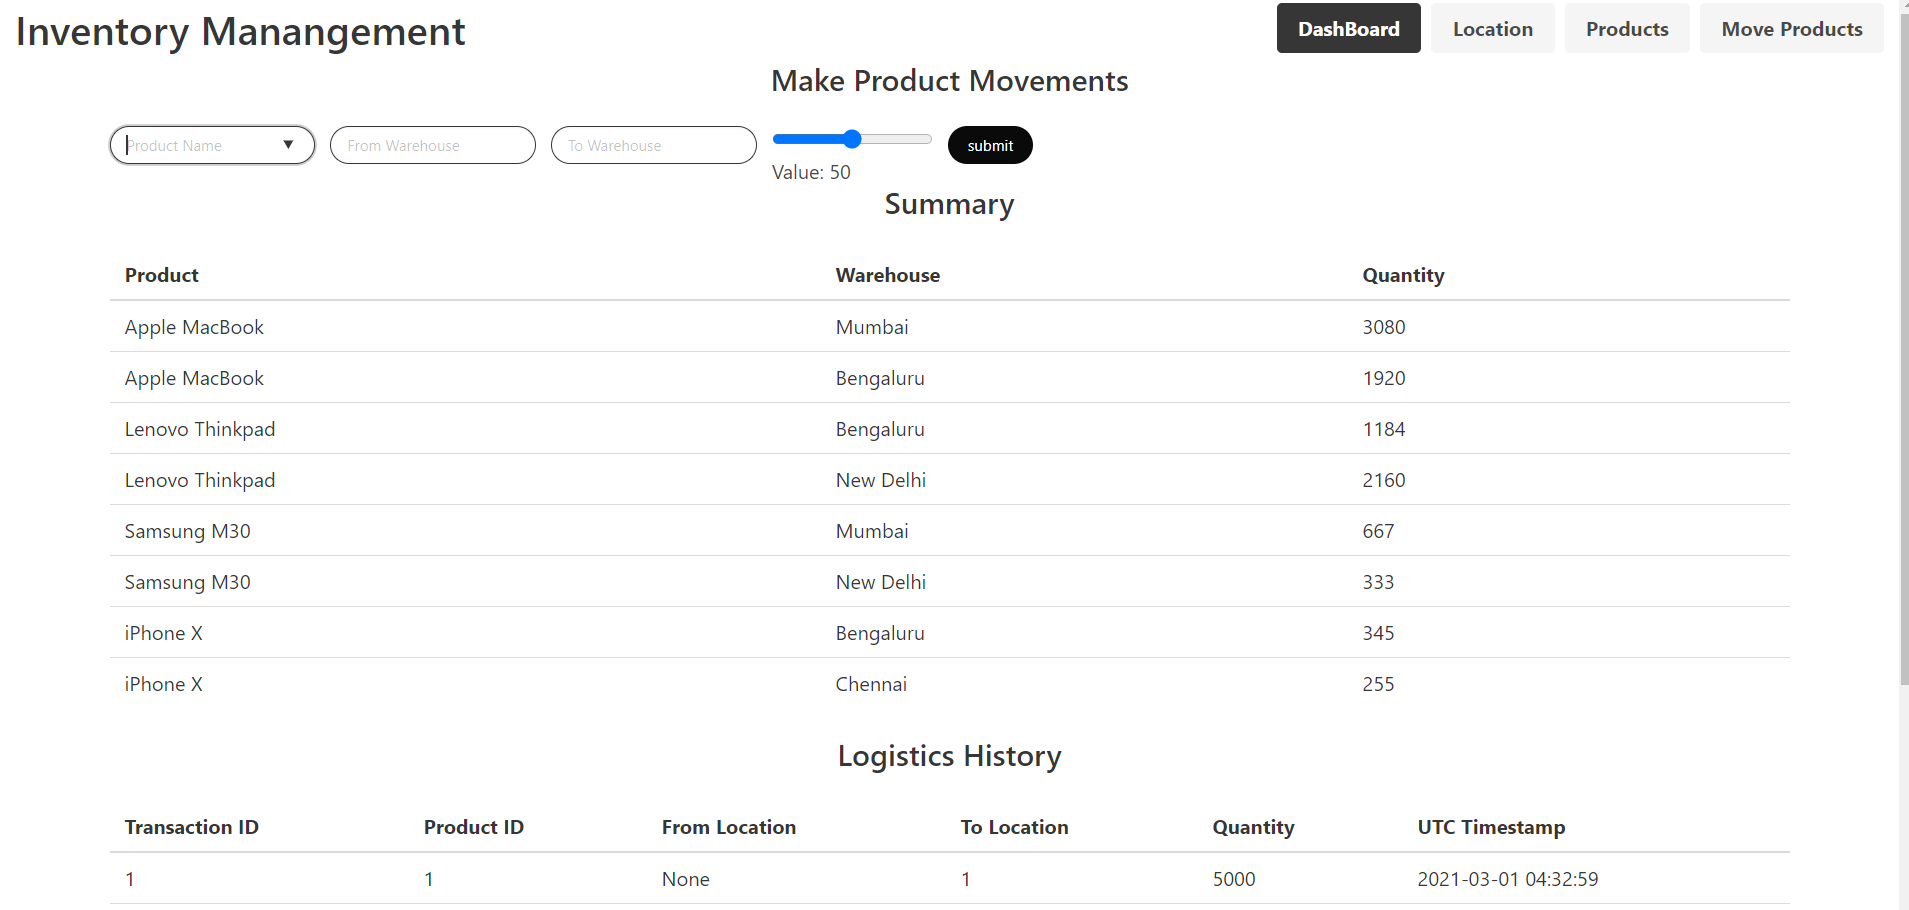 Inventory Manangement
DashBoard Location Products Move Products
Make Product Movements
Product Name From Warehouse To Warehouse submit
Value: 50
Summary
Product Warehouse Quantity
Apple MacBook Mumbai 3080
Apple MacBook Bengaluru 1920
Lenovo Thinkpad Bengaluru 1184
Lenovo Thinkpad New Delhi 2160
Samsung M30 Mumbai 667
Samsung M30 New Delhi 333
iPhone X Bengaluru 345
iPhone X Chennai 255
Logistics History
Transaction ID Product ID From Location To Location Quantity UTC Timestamp
1 1 None 1 5000 2021-03-01 04:32:59